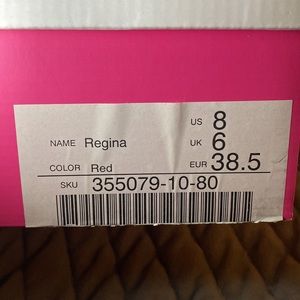 US 8
NAME Regina UK 6
COLOR Red EUR 38.5
SKU 355079-10-80